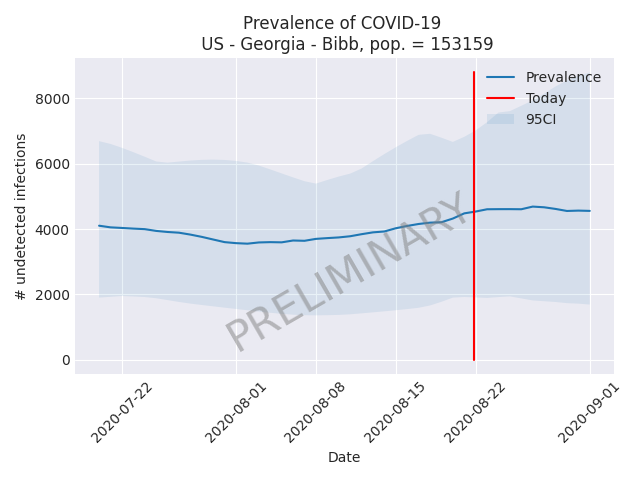 Prevalence of COVID-19
US - Georgia - Bibb, pop. = 153159
Prevalence
Today
95CI
8000
6000
4000
2000
0
# undetected infections
PRELIMINARY
2020-07-22
2020-08-01
2020-08-08
2020-08-15
2020-08-22
2020-09-01
Date